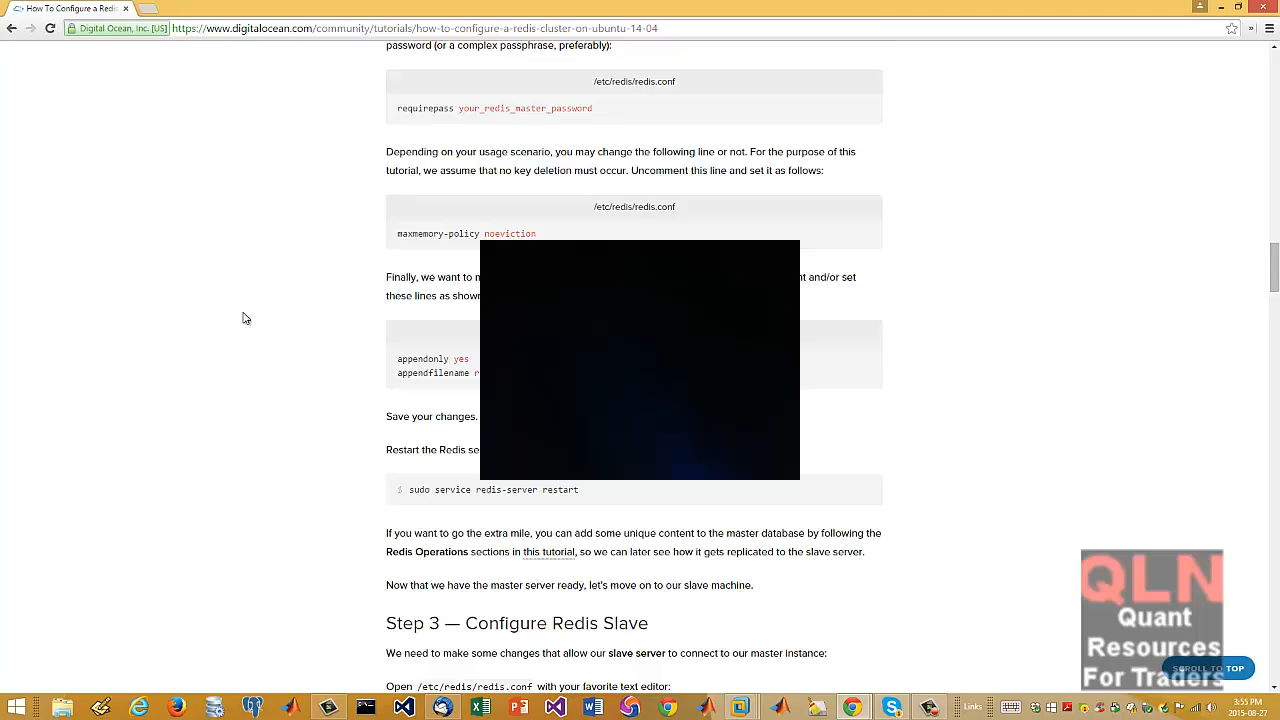 How To Configure a Redis
Digital Ocean, Inc. [US] https://www.digitalocean.com/community/tutorials/how-to-configure-a-redis-cluster-on-ubuntu-14-04
password (or a complex passphrase, preferably):
/etc/redis/redis.conf
requirepass your_redis_master_password
Depending on your usage scenario, you may change the following line or not. For the purpose of this
tutorial, we assume that no key deletion must occur. Uncomment this line and set it as follows:
/etc/redis/redis.conf
maxmemory-policy noeviction
Finally, we want to and/or set
these lines as
appendonly yes
appendfilename
Save your changes.
Restart the Redis
$ sudo service redis-server restart
If you want to go the extra mile, you can add some unique content to the master database by following the
Redis Operations sections in this tutorial, so we can later see how it gets replicated to the slave server.
Now that we have the master server ready, let's move on to our slave machine.
Step 3 — Configure Redis Slave
We need to make some changes that allow our slave server to connect to our master instance:
Open /etc/redis/redis.conf with your favorite text editor:
QLN
Quant
Resources
For Traders
SCROLL TO TOP
Links
3:55 PM
2015-08-27